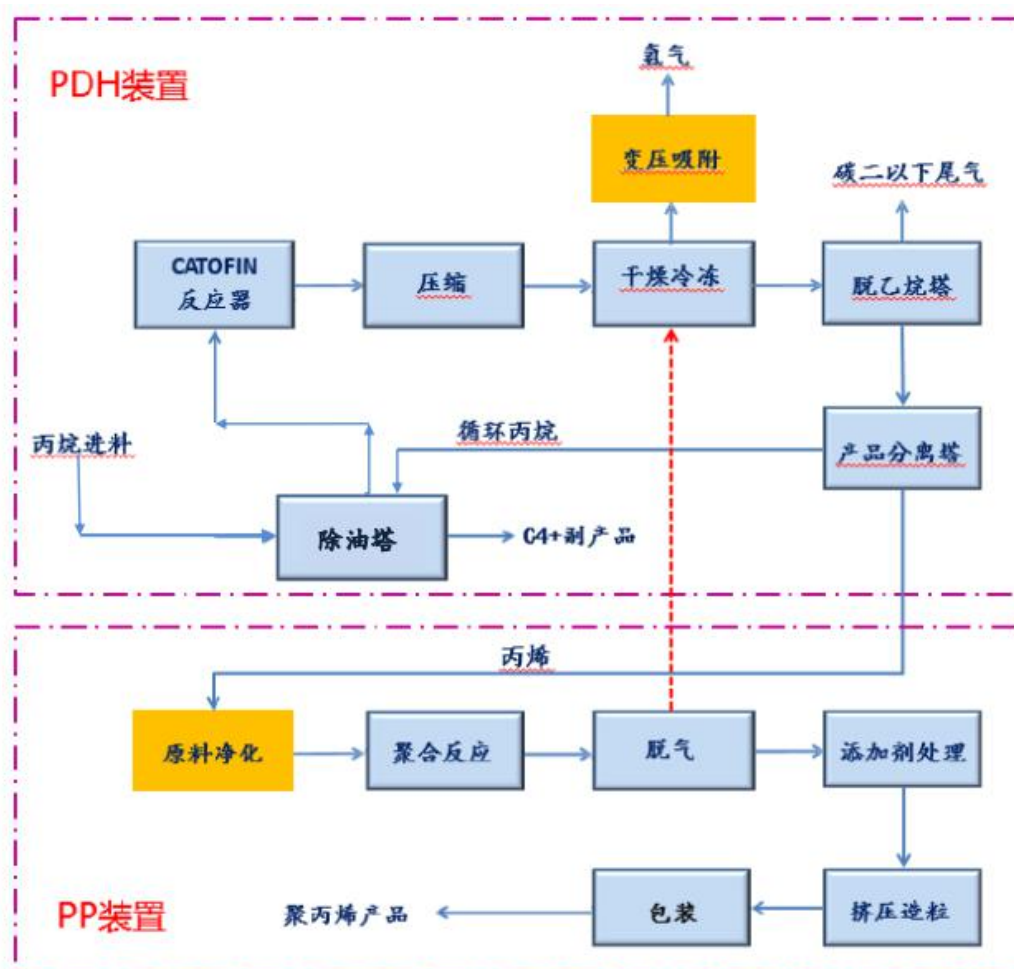 氢气
PDH装置
变压吸附
碳二以下尾气
CATOFIN
反应器
压缩
干燥冷冻
脱乙烷塔
丙烷进料
循环丙烷
产品分离塔
除油塔
C4+副产品
丙烯
原料净化
聚合反应
脱气
添加剂处理
PP装置
聚丙烯产品
包装
挤压造粒